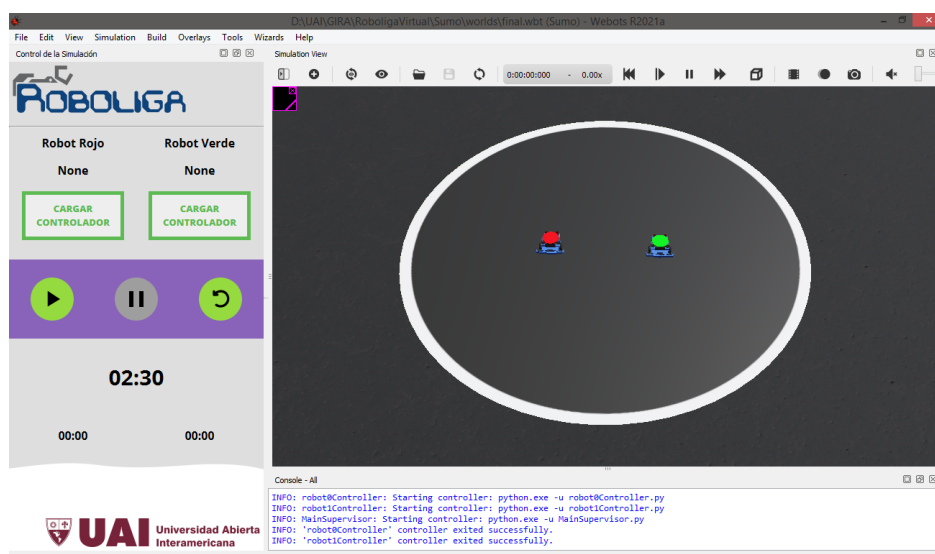 D:\UAI\GIRA\RoboligaVirtual\Sumo\worlds\final.wbt (Sumo) - Webots R2021a
File Edit View Simulation Build Overlays Tools Wizards Help
Control de la Simulación
Simulation View
0:00:00:000 - 0.00x
ROBOLIGA
Robot Rojo Robot Verde
None None
CARGAR CONTROLADOR
CARGAR CONTROLADOR
02:30
00:00 00:00
UAI Universidad Abierta
Interamericana
Console - All
INFO: robot0Controller: Starting controller: python.exe -u robot0Controller.py
INFO: robot1Controller: Starting controller: python.exe -u robot1Controller.py
INFO: MainSupervisor: Starting controller: python.exe -u MainSupervisor.py
INFO: 'robot0Controller' controller exited successfully.
INFO: 'robot1Controller' controller exited successfully.